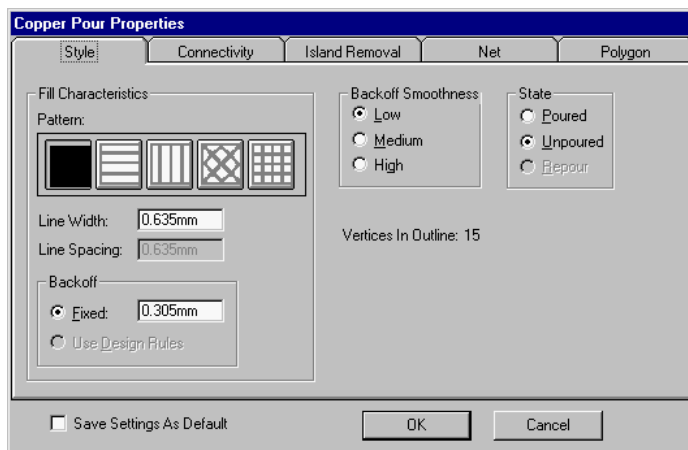 Copper Pour Properties
Style Connectivity Island Removal Net Polygon
Fill Characteristics
Pattern:
Line Width: 0.635mm
Line Spacing: 0.635mm
Backoff
Fixed: 0.305mm
Use Design Rules
Backoff Smoothness
Low
Medium
High
State
Poured
Unpoured
Repour
Vertices In Outline: 15
Save Settings As Default OK Cancel